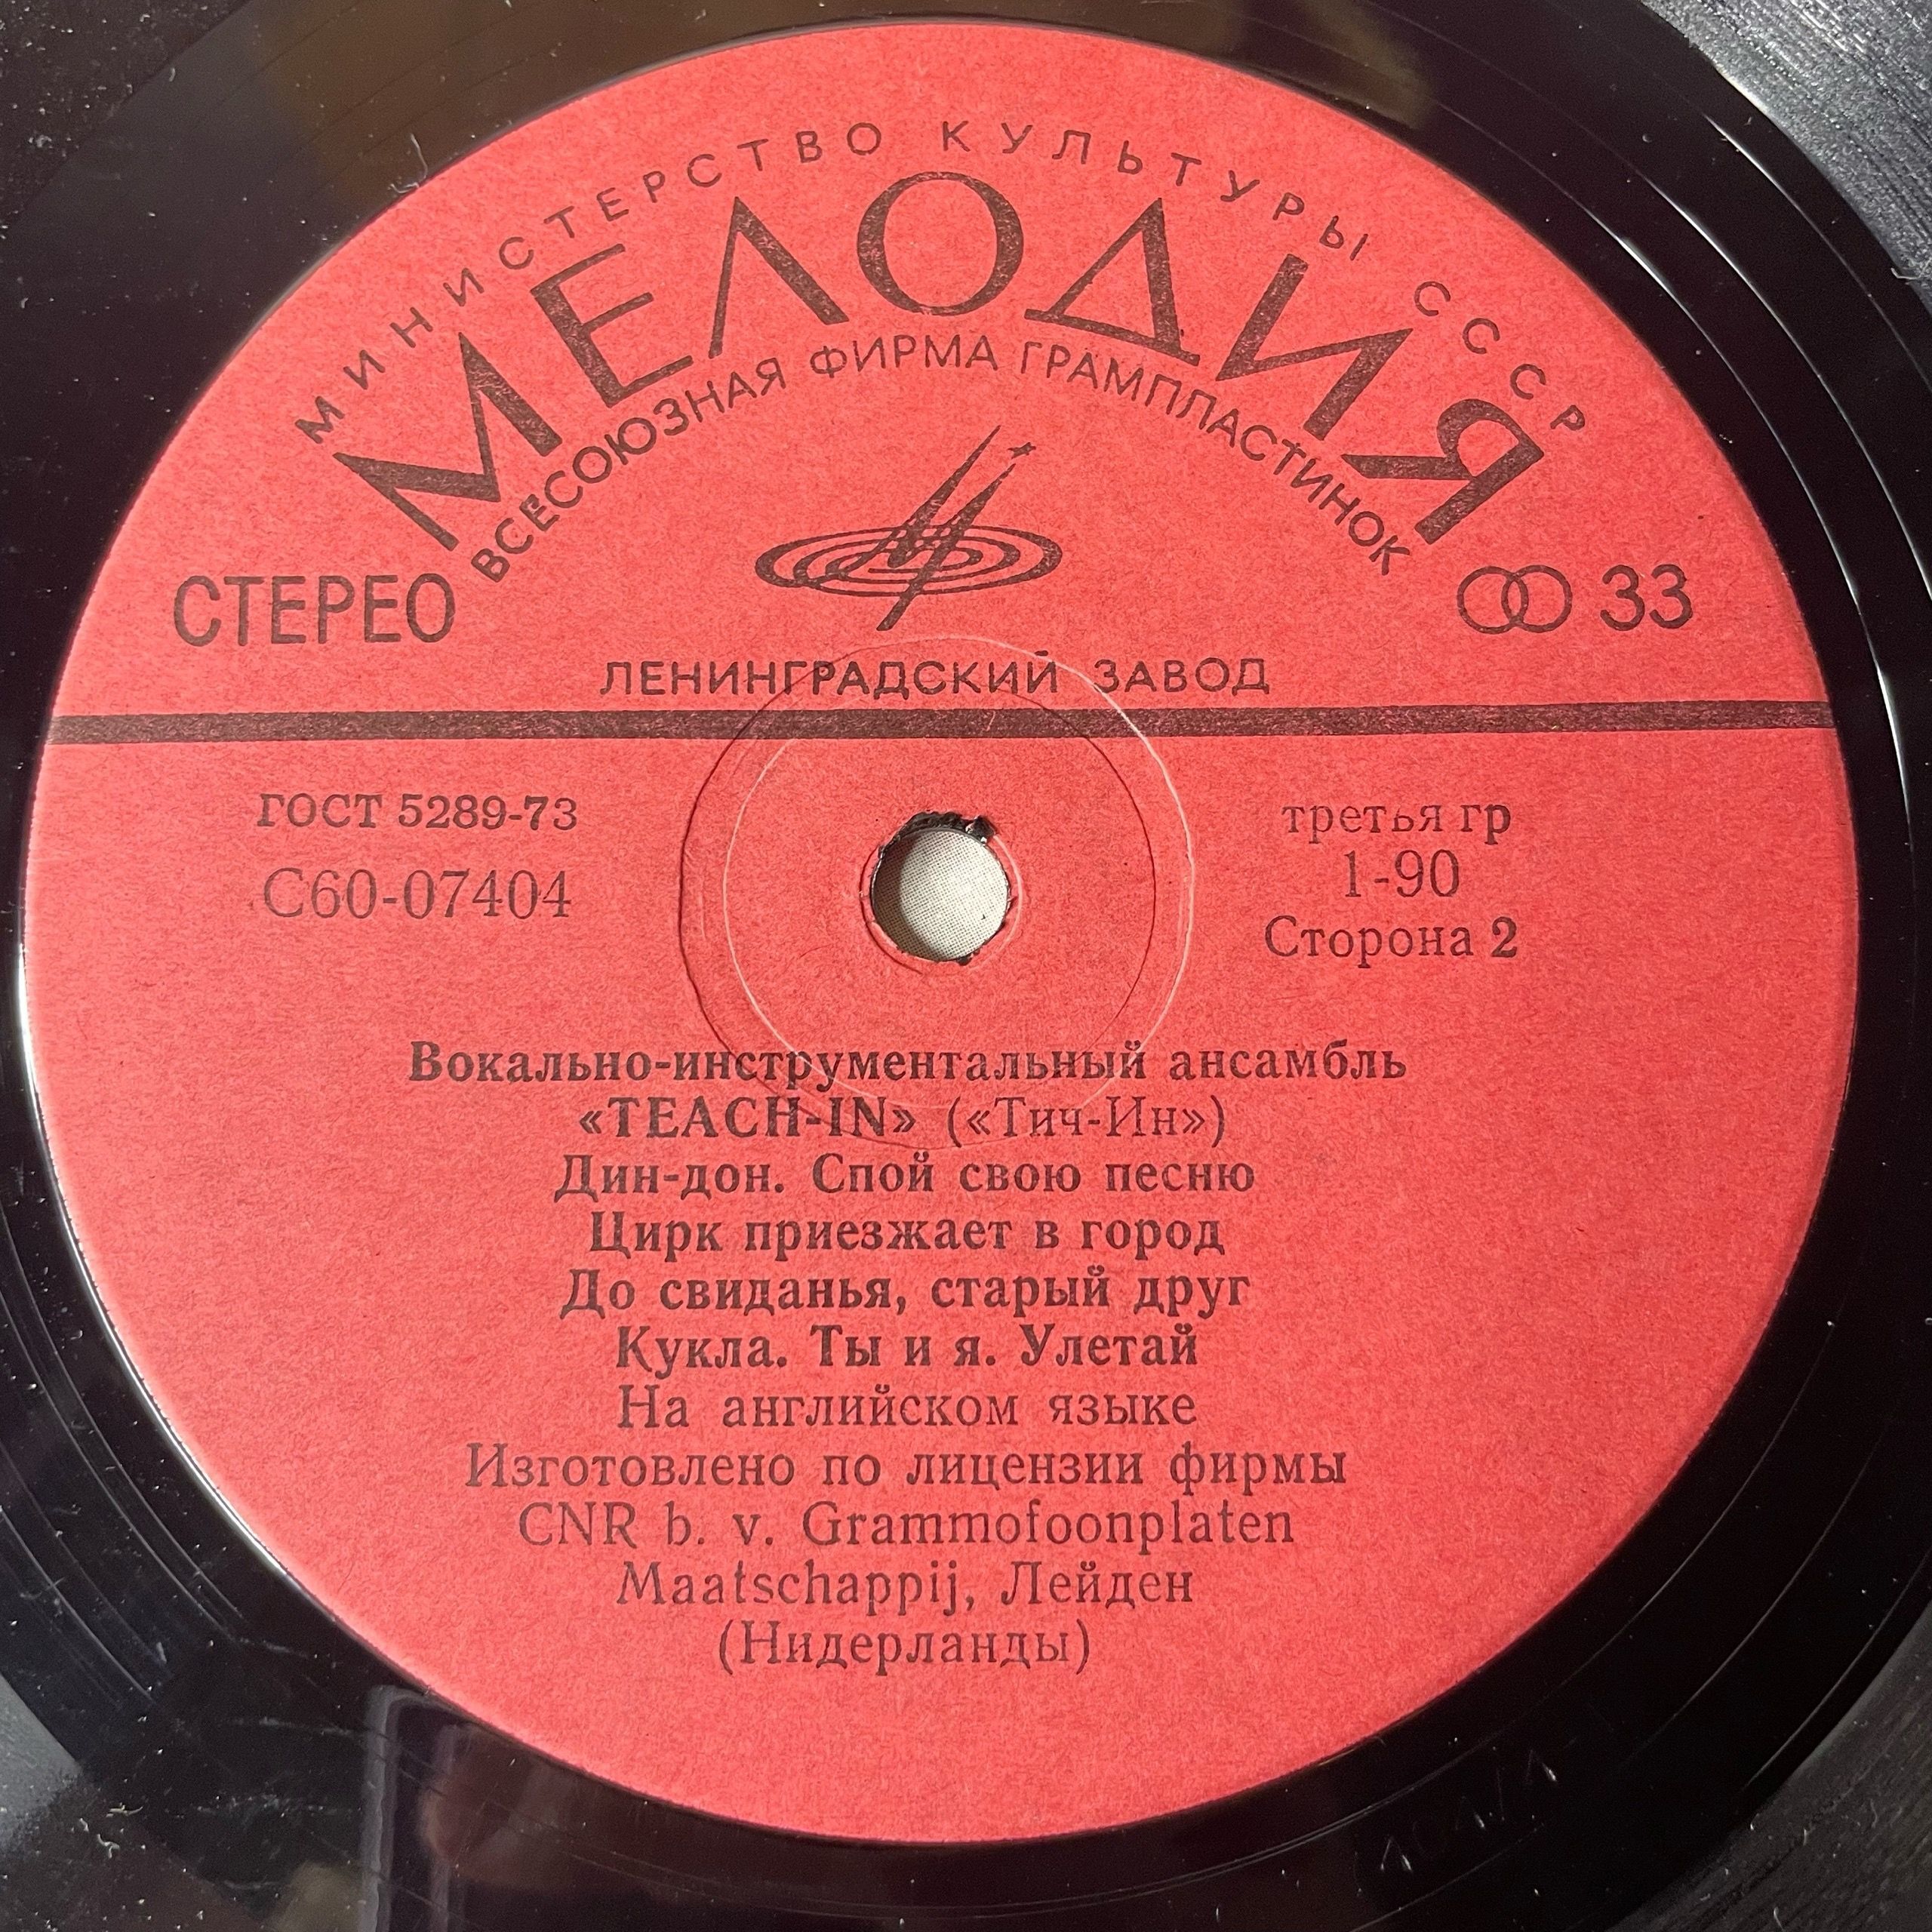 МИНИСТЕРСТВО КУЛЬТУРЫ СССР
МЕЛОДИЯ
ВСЕСОЮЗНАЯ ФИРМА ГРАМПЛАСТИНОК
СТЕРЕО
33
ЛЕНИНГРАДСКИЙ ЗАВОД
ГОСТ 5289-73
С60-07404
третья гр
1-90
Сторона 2
Вокально-инструментальный ансамбль
«TEACH-IN» («Тич-Ин»)
Дин-дон. Спой свою песню
Цирк приезжает в город
До свиданья, старый друг
Кукла. Ты и я. Улетай
На английском языке
Изготовлено по лицензии фирмы
CNR b. v. Grammofoonplaten
Maatschappij, Лейден
(Нидерланды)